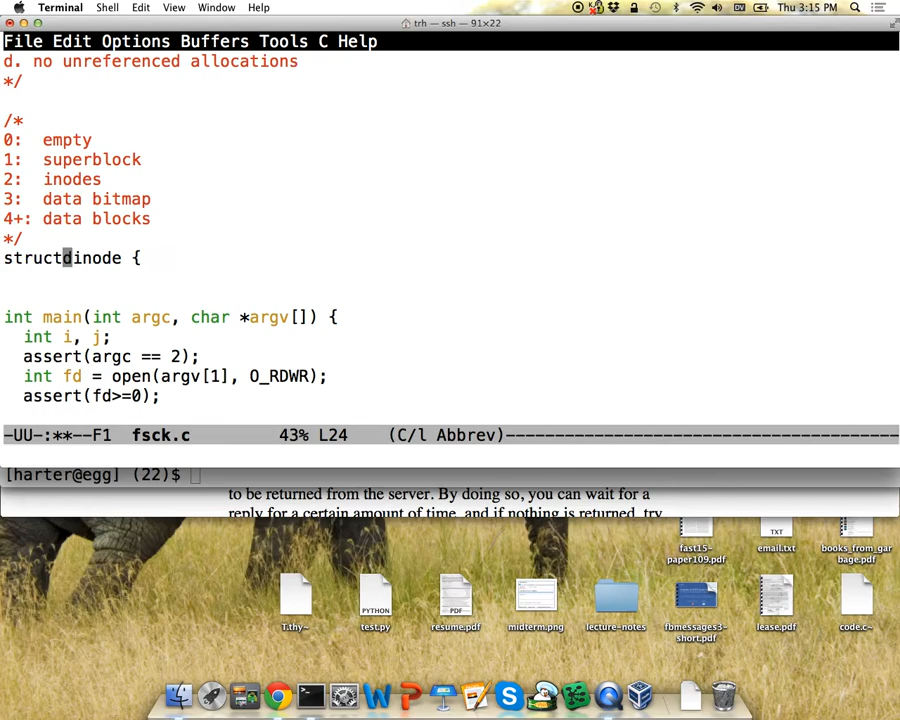 Terminal Shell Edit View Window Help DV Thu 3:15 PM
trh — ssh — 91×22
File Edit Options Buffers Tools C Help
d. no unreferenced allocations
*/
/*
0: empty
1: superblock
2: inodes
3: data bitmap
4+: data blocks
*/
structdinode {
int main(int argc, char *argv[]) {
int i, j;
assert(argc == 2);
int fd = open(argv[1], O_RDWR);
assert(fd>=0);
-UU-:**--F1 fsck.c 43% L24 (C/l Abbrev)------------------------------------------
[harter@egg] (22)$
to be returned from the server. By doing so, you can wait for a
reply for a certain amount of time, and if nothing is returned, try
TXT
fast15-paper109.pdf
email.txt
books_from_garbage.pdf
PYTHON
PDF
T.thy~
test.py
resume.pdf
midterm.png
lecture-notes
fbmessages3-short.pdf
lease.pdf
code.c~